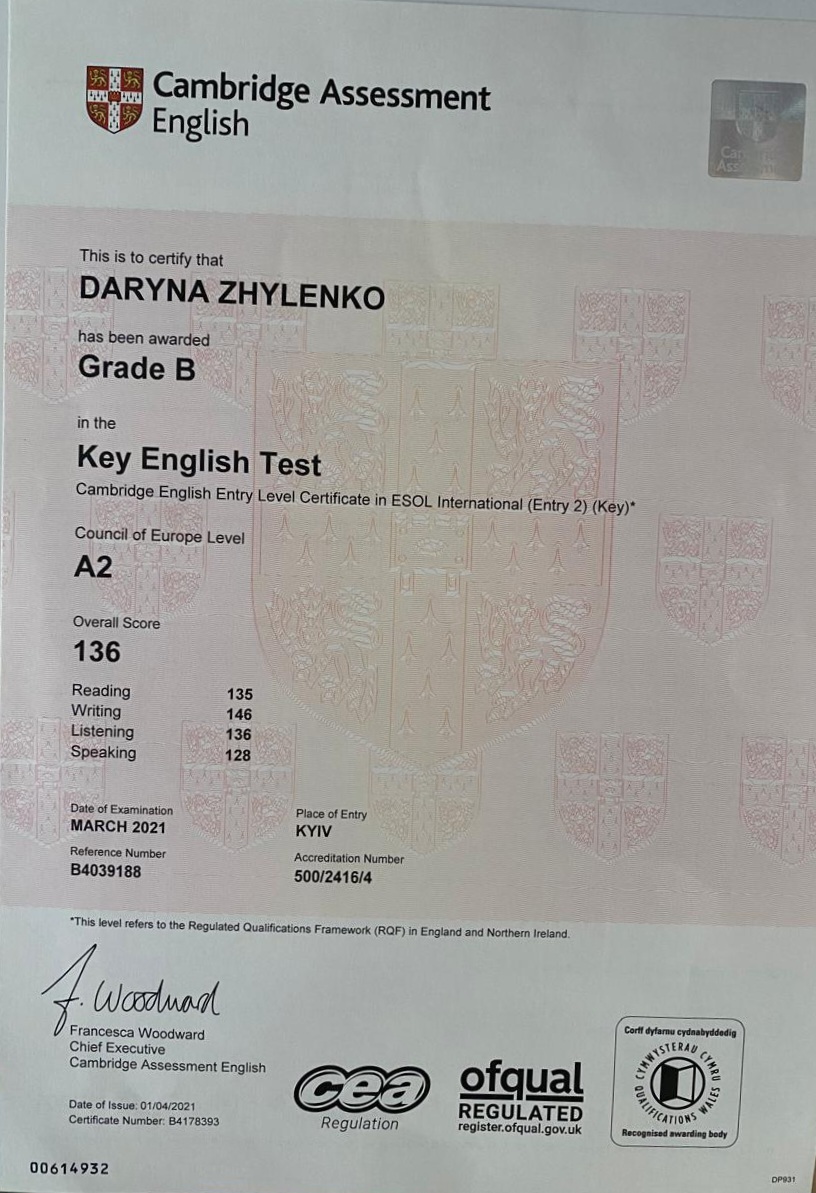 Cambridge Assessment
English
This is to certify that
DARYNA ZHYLENKO
has been awarded
Grade B
in the
Key English Test
Cambridge English Entry Level Certificate in ESOL International (Entry 2) (Key)*
Council of Europe Level
A2
Overall Score
136
Reading 135
Writing 146
Listening 136
Speaking 128
Date of Examination
MARCH 2021
Place of Entry
KYIV
Reference Number
B4039188
Accreditation Number
500/2416/4
*This level refers to the Regulated Qualifications Framework (RQF) in England and Northern Ireland.
F. Woodward
Francesca Woodward
Chief Executive
Cambridge Assessment English
Date of Issue: 01/04/2021
Certificate Number: B4178393
cea
Regulation
ofqual
REGULATED
register.ofqual.gov.uk
Corff dyfarnu cydnabyddedig
CYMWYSTERAU CYMRU
QUALIFICATIONS WALES
Recognised awarding body
00614932
DP931